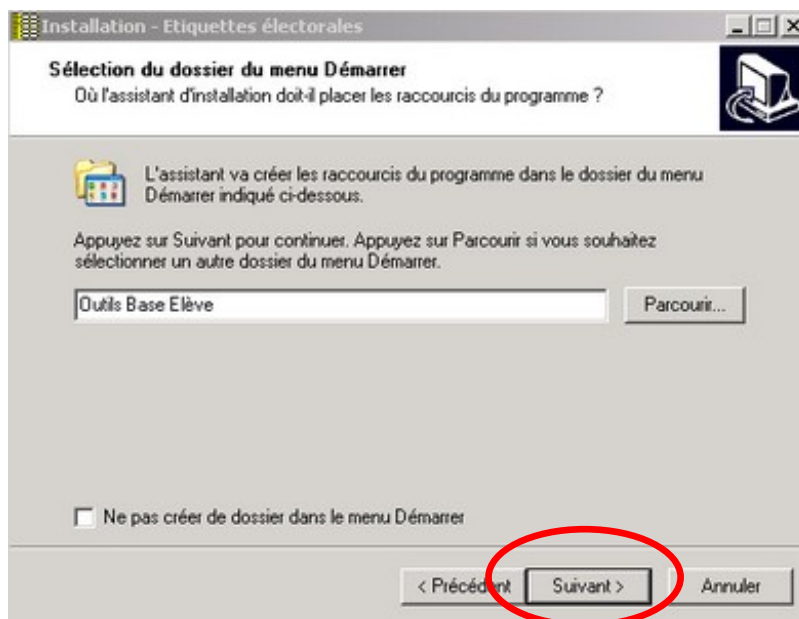 Installation - Etiquettes électorales
Sélection du dossier du menu Démarrer
Où l'assistant d'installation doit-il placer les raccourcis du programme ?
L'assistant va créer les raccourcis du programme dans le dossier du menu
Démarrer indiqué ci-dessous.
Appuyez sur Suivant pour continuer. Appuyez sur Parcourir si vous souhaitez
sélectionner un autre dossier du menu Démarrer.
Outils Base Elève
Parcourir...
Ne pas créer de dossier dans le menu Démarrer
< Précédent
Suivant >
Annuler